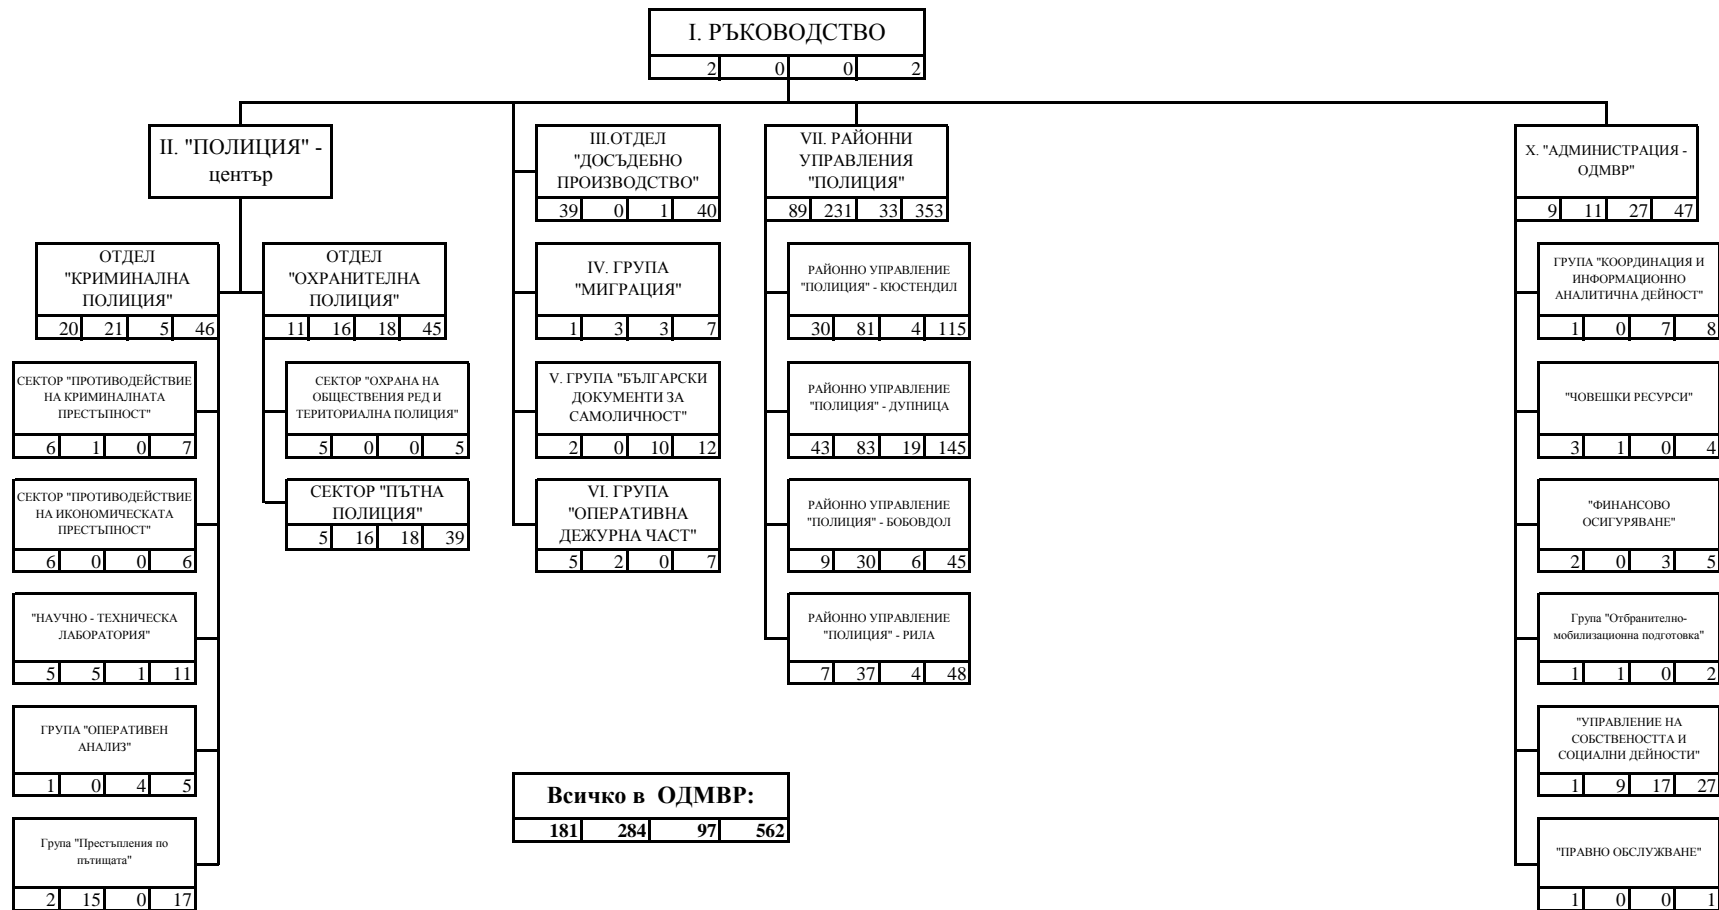 I. РЪКОВОДСТВО
2 0 0 2
II. "ПОЛИЦИЯ" -
център
ОТДЕЛ
"КРИМИНАЛНА
ПОЛИЦИЯ"
20 21 5 46
СЕКТОР "ПРОТИВОДЕЙСТВИЕ
НА КРИМИНАЛНАТА
ПРЕСТЪПНОСТ"
6 1 0 7
СЕКТОР "ПРОТИВОДЕЙСТВИЕ
НА ИКОНОМИЧЕСКАТА
ПРЕСТЪПНОСТ"
6 0 0 6
"НАУЧНО - ТЕХНИЧЕСКА
ЛАБОРАТОРИЯ"
5 5 1 11
ГРУПА "ОПЕРАТИВЕН
АНАЛИЗ"
1 0 4 5
Група "Престъпления по
пътищата"
2 15 0 17
ОТДЕЛ
"ОХРАНИТЕЛНА
ПОЛИЦИЯ"
11 16 18 45
СЕКТОР "ОХРАНА НА
ОБЩЕСТВЕНИЯ РЕД И
ТЕРИТОРИАЛНА ПОЛИЦИЯ"
5 0 0 5
СЕКТОР "ПЪТНА
ПОЛИЦИЯ"
5 16 18 39
III.ОТДЕЛ
"ДОСЪДЕБНО
ПРОИЗВОДСТВО"
39 0 1 40
IV. ГРУПА
"МИГРАЦИЯ"
1 3 3 7
V. ГРУПА "БЪЛГАРСКИ
ДОКУМЕНТИ ЗА
САМОЛИЧНОСТ"
2 0 10 12
VI. ГРУПА
"ОПЕРАТИВНА
ДЕЖУРНА ЧАСТ"
5 2 0 7
VII. РАЙОННИ
УПРАВЛЕНИЯ
"ПОЛИЦИЯ"
89 231 33 353
РАЙОННО УПРАВЛЕНИЕ
"ПОЛИЦИЯ" - КЮСТЕНДИЛ
30 81 4 115
РАЙОННО УПРАВЛЕНИЕ
"ПОЛИЦИЯ" - ДУПНИЦА
43 83 19 145
РАЙОННО УПРАВЛЕНИЕ
"ПОЛИЦИЯ" - БОБОВДОЛ
9 30 6 45
РАЙОННО УПРАВЛЕНИЕ
"ПОЛИЦИЯ" - РИЛА
7 37 4 48
X. "АДМИНИСТРАЦИЯ -
ОДМВР"
9 11 27 47
ГРУПА "КООРДИНАЦИЯ И
ИНФОРМАЦИОННО
АНАЛИТИЧНА ДЕЙНОСТ"
1 0 7 8
"ЧОВЕШКИ РЕСУРСИ"
3 1 0 4
"ФИНАНСОВО
ОСИГУРЯВАНЕ"
2 0 3 5
Група "Отбранително-
мобилизационна подготовка"
1 1 0 2
"УПРАВЛЕНИЕ НА
СОБСТВЕНОСТТА И
СОЦИАЛНИ ДЕЙНОСТИ"
1 9 17 27
"ПРАВНО ОБСЛУЖВАНЕ"
1 0 0 1
Всичко в ОДМВР:
181 284 97 562